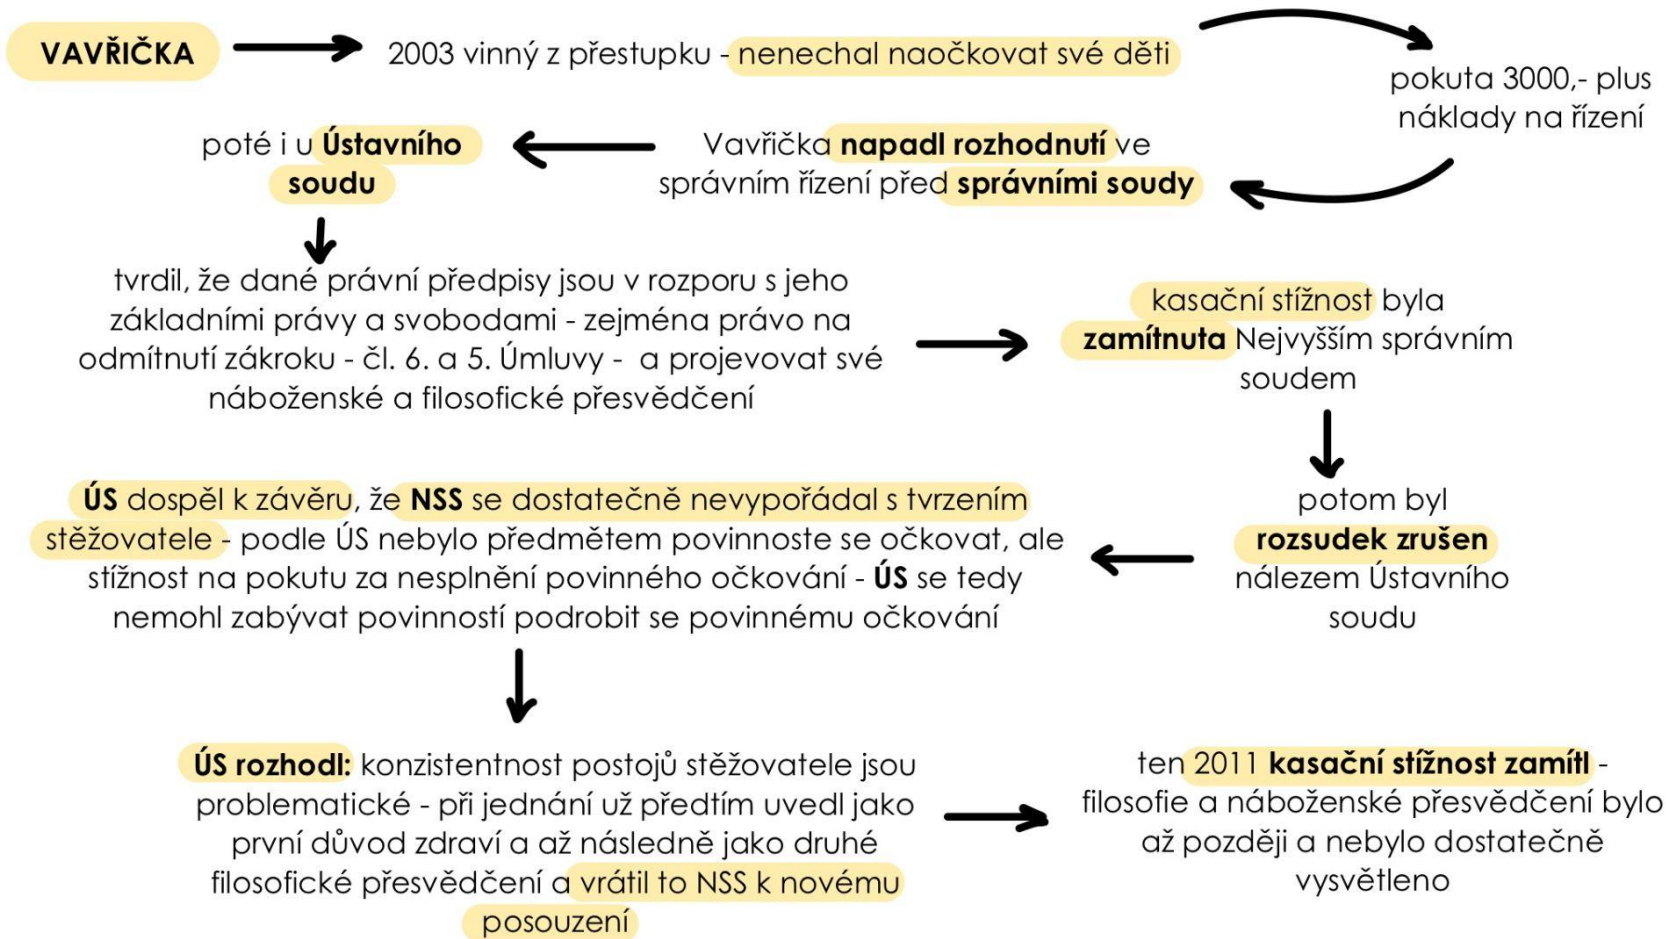 VAVŘIČKA
2003 vinný z přestupku - nenechal naočkovat své děti
pokuta 3000,- plus
náklady na řízení
Vavřička napadl rozhodnutí ve
správním řízení před správními soudy
poté i u Ústavního
soudu
tvrdil, že dané právní předpisy jsou v rozporu s jeho
základními právy a svobodami - zejména právo na
odmítnutí zákroku - čl. 6. a 5. Úmluvy - a projevovat své
náboženské a filosofické přesvědčení
kasační stížnost byla
zamítnuta Nejvyšším správním
soudem
potom byl
rozsudek zrušen
nálezem Ústavního
soudu
ÚS dospěl k závěru, že NSS se dostatečně nevypořádal s tvrzením
stěžovatele - podle ÚS nebylo předmětem povinnoste se očkovat, ale
stížnost na pokutu za nesplnění povinného očkování - ÚS se tedy
nemohl zabývat povinností podrobit se povinnému očkování
ÚS rozhodl: konzistentnost postojů stěžovatele jsou
problematické - při jednání už předtím uvedl jako
první důvod zdraví a až následně jako druhé
filosofické přesvědčení a vrátil to NSS k novému
posouzení
ten 2011 kasační stížnost zamítl -
filosofie a náboženské přesvědčení bylo
až později a nebylo dostatečně
vysvětleno